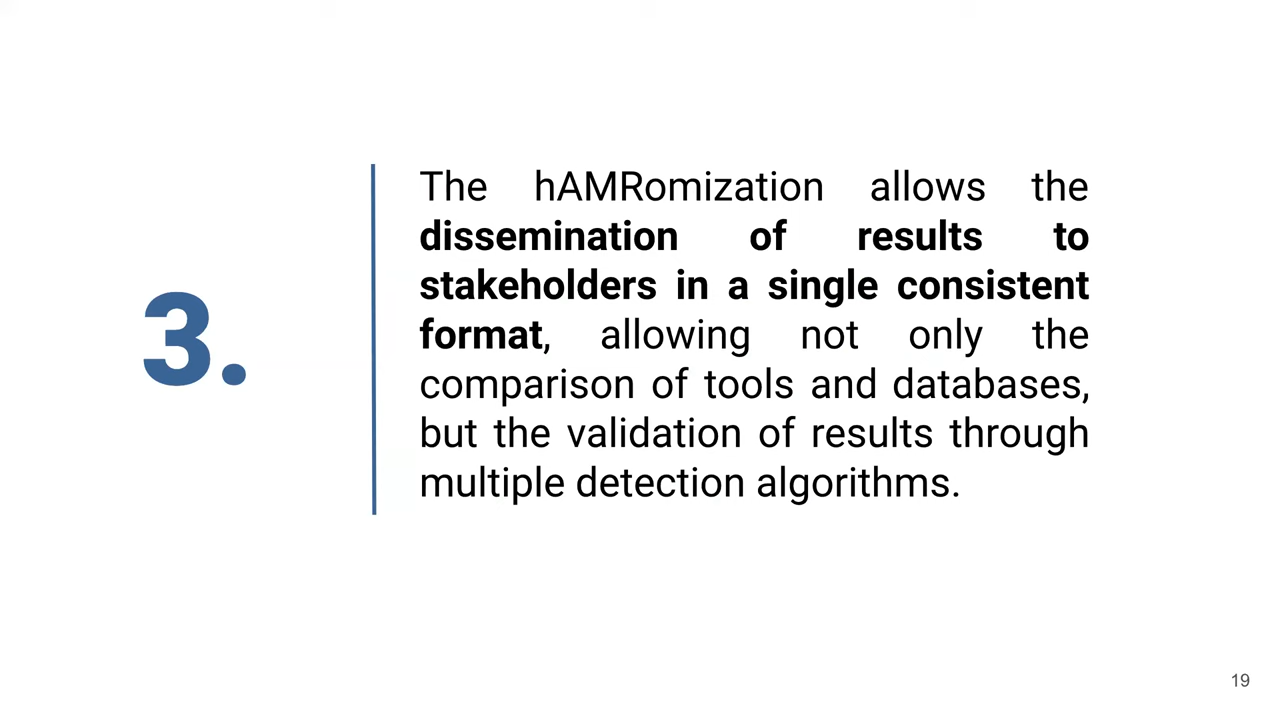 3.
The hAMRomization allows the
dissemination of results to
stakeholders in a single consistent
format, allowing not only the
comparison of tools and databases,
but the validation of results through
multiple detection algorithms.
19